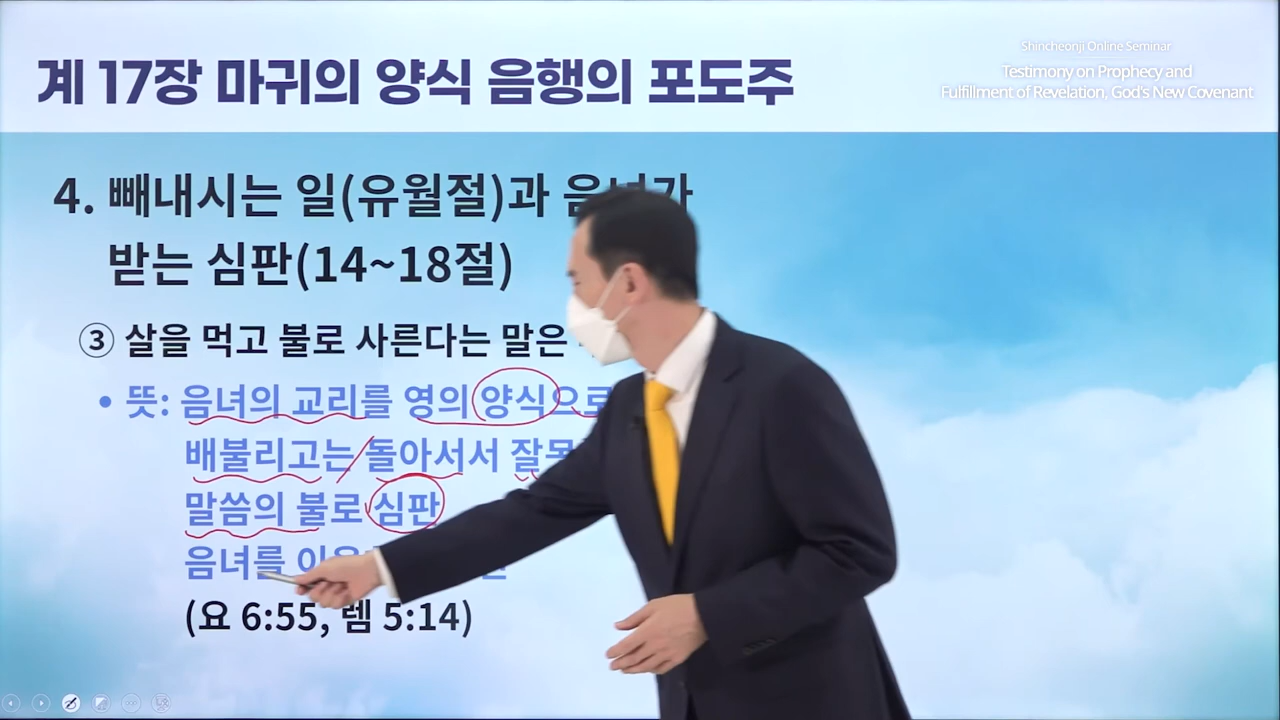 계 17장 마귀의 양식 음행의 포도주
Shincheonji Online Seminar
Testimony on Prophecy and
Fulfillment of Revelation, God's New Covenant
4. 빼내시는 일(유월절)과 음녀가
받는 심판(14~18절)
③ 살을 먹고 불로 사른다는 말은
• 뜻: 음녀의 교리를 영의 양식으로
배불리고는 돌아서서
말씀의 불로 심판
음녀를
(요 6:55, 렘 5:14)